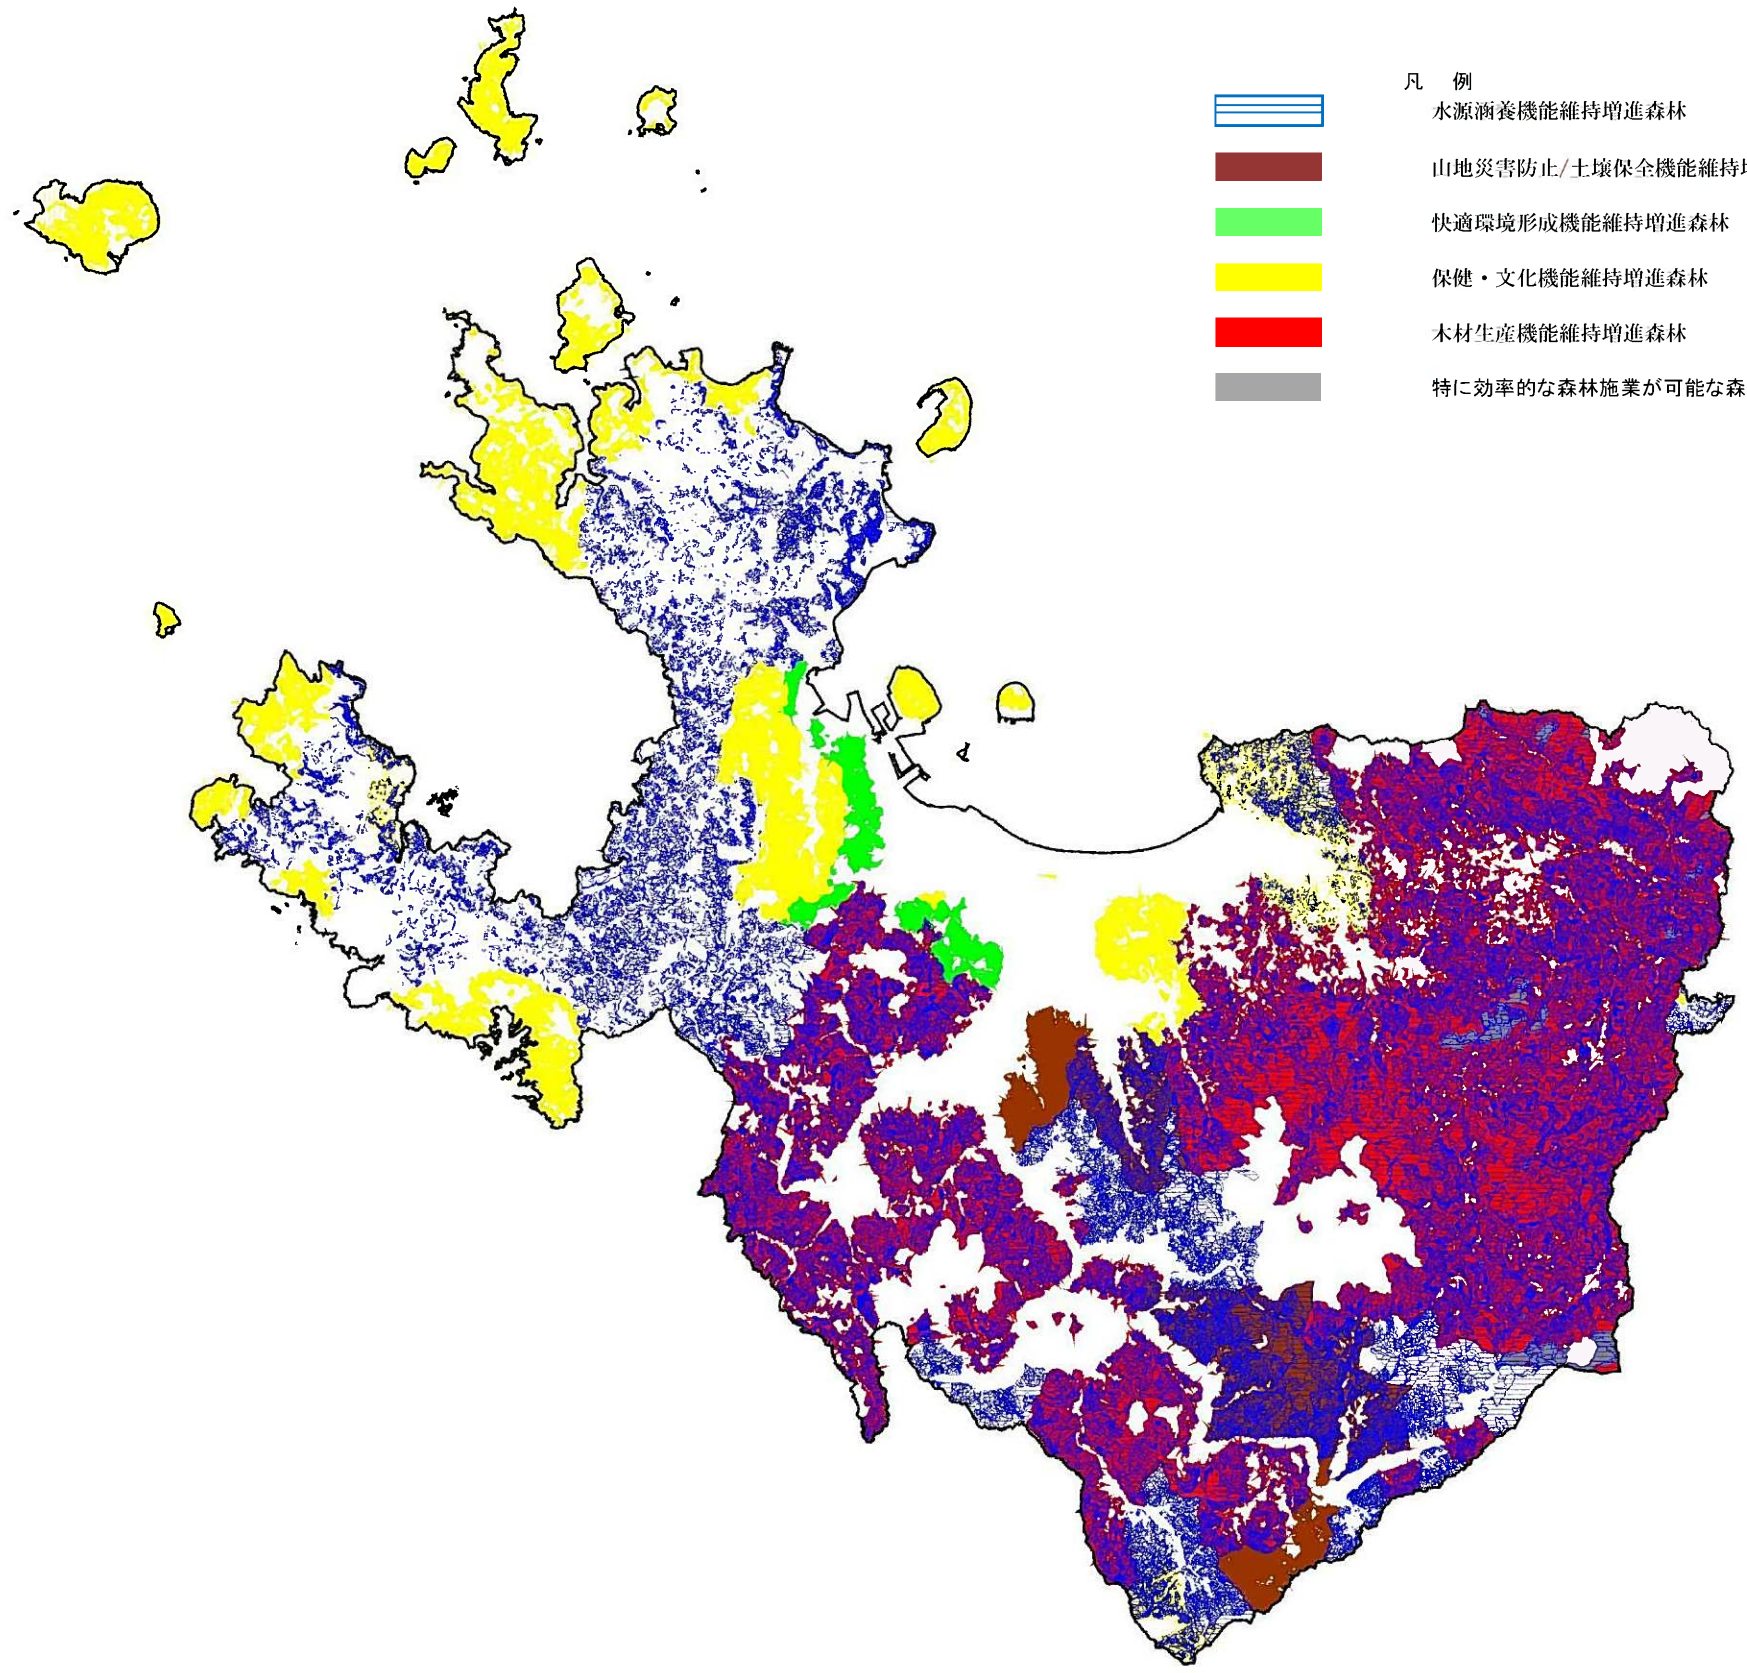 凡 例
水源涵養機能維持増進森林
山地災害防止/土壌保全機能維持
快適環境形成機能維持増進森林
保健・文化機能維持増進森林
木材生産機能維持増進森林
特に効率的な森林施業が可能な森